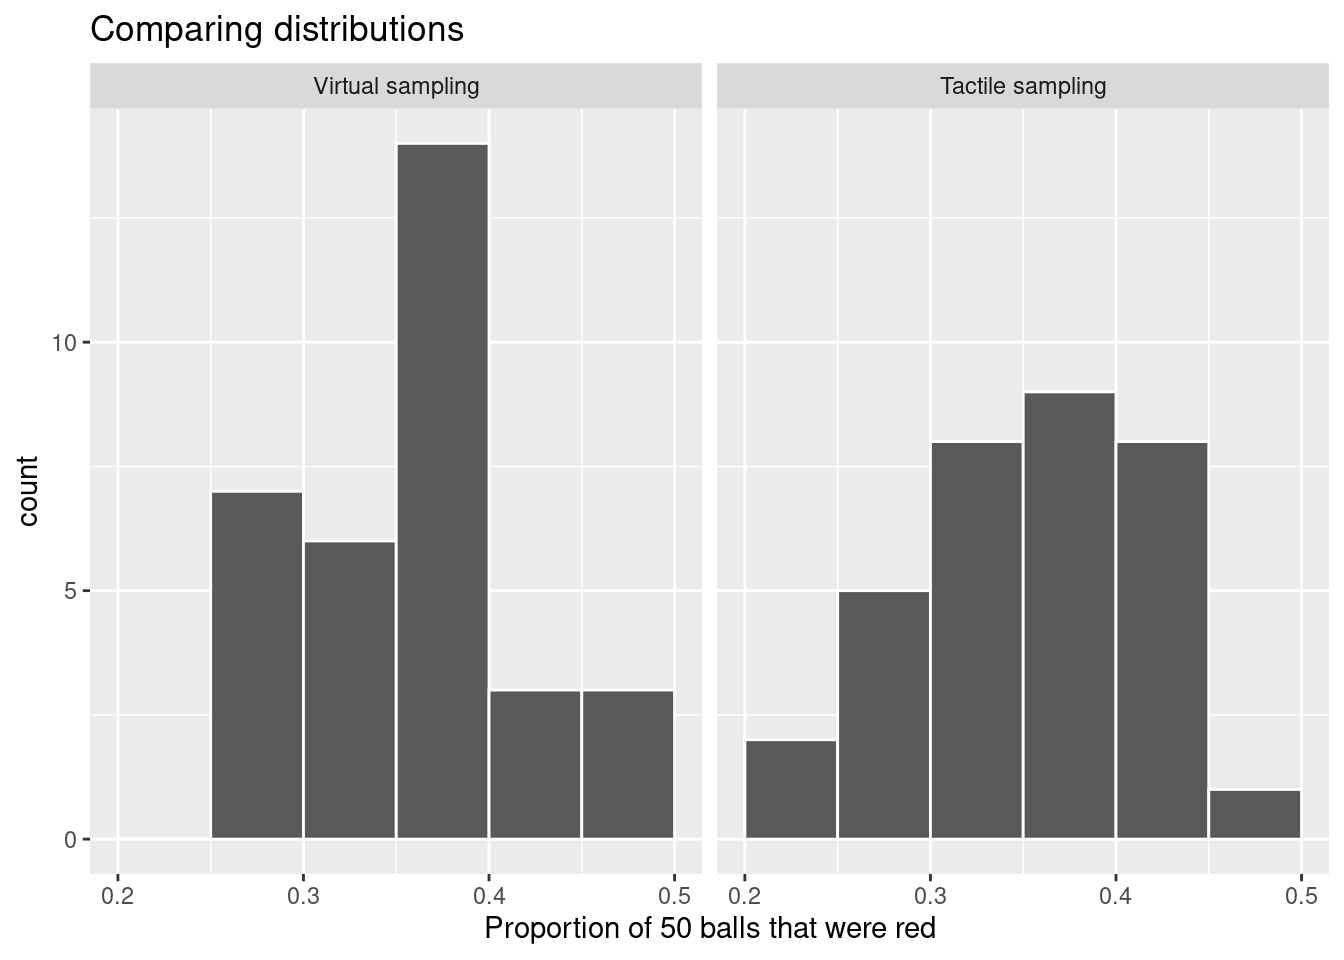 Comparing distributions
Virtual sampling
Tactile sampling
count
10
5
0
0.2
0.3
0.4
0.5
0.2
0.3
0.4
0.5
Proportion of 50 balls that were red